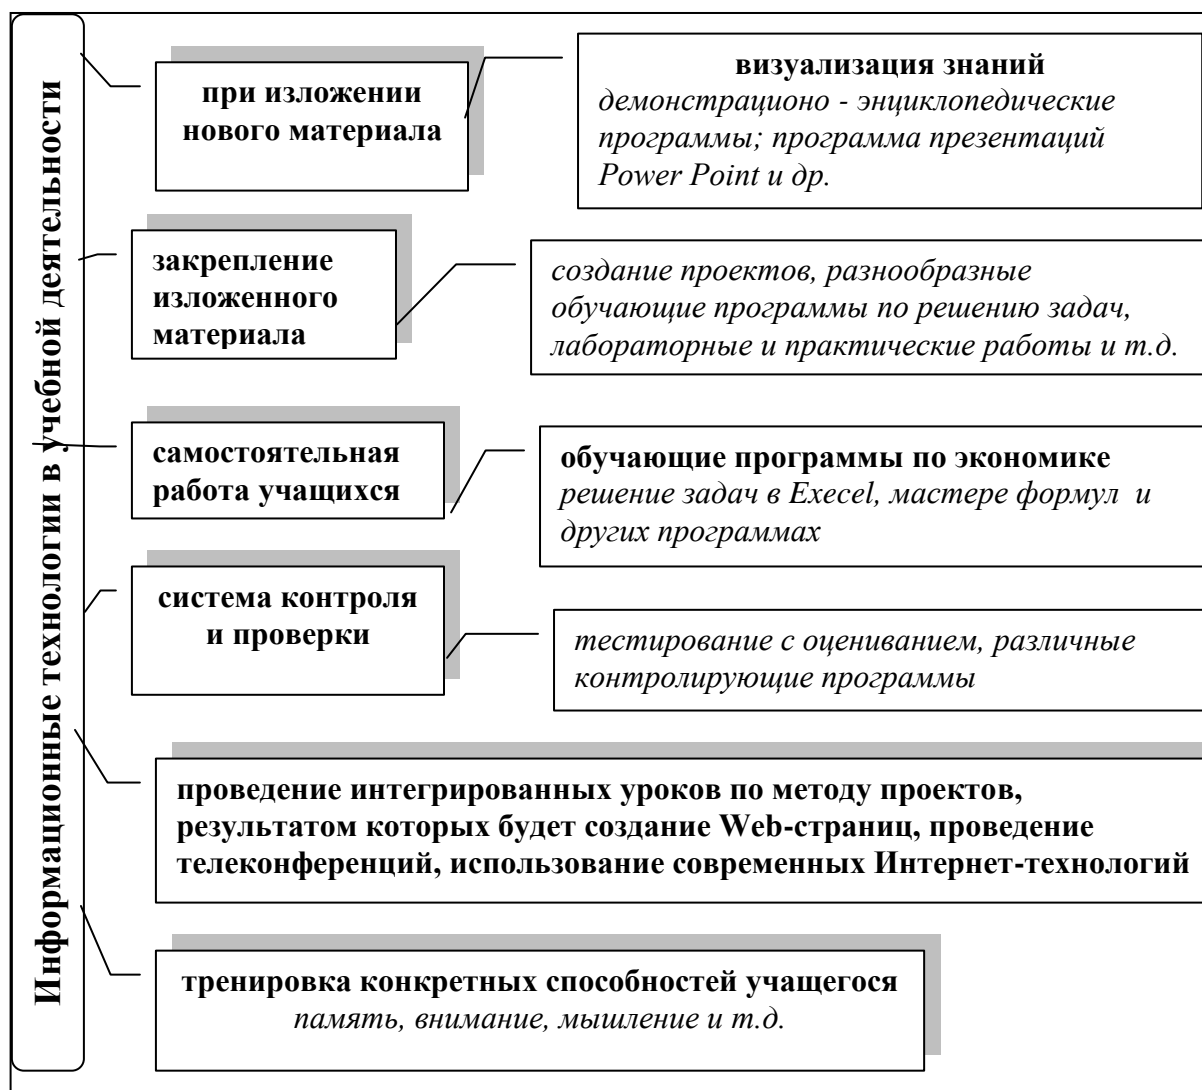 Информационные технологии в учебной деятельности
при изложении
нового материала
визуализация знаний
демонстрационо - энциклопедические
программы; программа презентаций
Power Point и др.
закрепление
изложенного
материала
создание проектов, разнообразные
обучающие программы по решению задач,
лабораторные и практические работы и т.д.
самостоятельная
работа учащихся
обучающие программы по экономике
решение задач в Execel, мастере формул и
других программах
система контроля
и проверки
тестирование с оцениванием, различные
контролирующие программы
проведение интегрированных уроков по методу проектов,
результатом которых будет создание Web-страниц, проведение
телеконференций, использование современных Интернет-технологий
тренировка конкретных способностей учащегося
память, внимание, мышление и т.д.